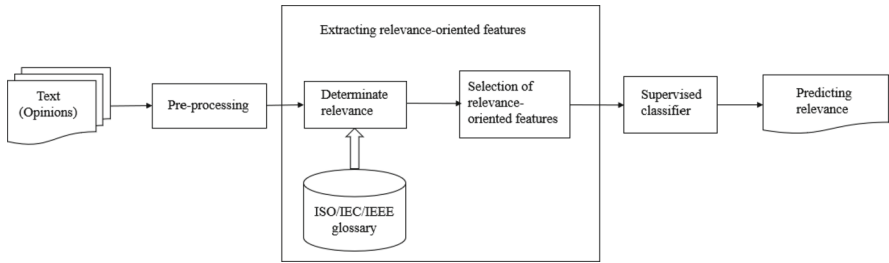 Extracting relevance-oriented features
Text
(Opinions)
Pre-processing
Determinate
relevance
Selection of
relevance-
oriented features
Supervised
classifier
Predicting
relevance
ISO/IEC/IEEE
glossary